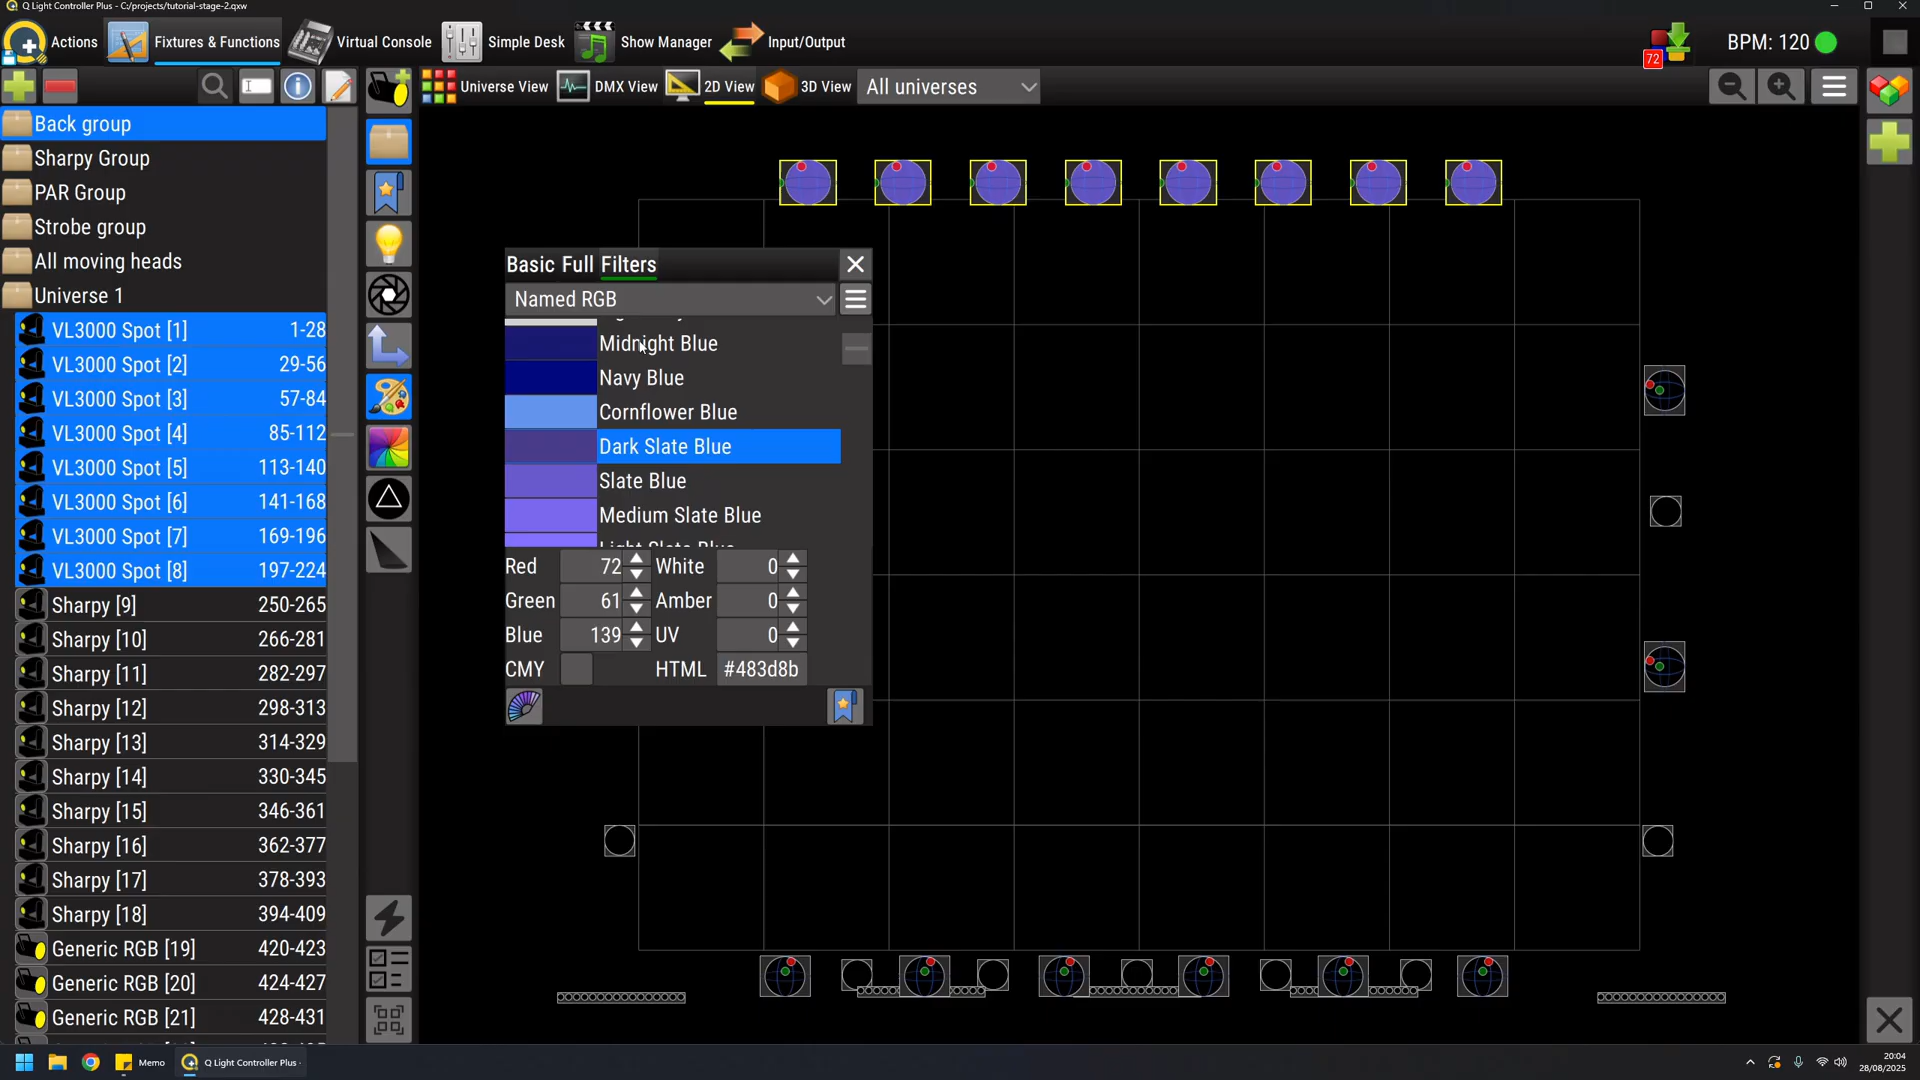 Q Light Controller Plus - C:/projects/tutorial-stage-2.qxw
Actions
Fixtures & Functions
Virtual Console
Simple Desk
Show Manager
Input/Output
72
BPM: 120
Universe View
DMX View
2D View
3D View
All universes
Back group
Sharpy Group
PAR Group
Strobe group
All moving heads
Universe 1
VL3000 Spot [1] 1-28
VL3000 Spot [2] 29-56
VL3000 Spot [3] 57-84
VL3000 Spot [4] 85-112
VL3000 Spot [5] 113-140
VL3000 Spot [6] 141-168
VL3000 Spot [7] 169-196
VL3000 Spot [8] 197-224
Sharpy [9] 250-265
Sharpy [10] 266-281
Sharpy [11] 282-297
Sharpy [12] 298-313
Sharpy [13] 314-329
Sharpy [14] 330-345
Sharpy [15] 346-361
Sharpy [16] 362-377
Sharpy [17] 378-393
Sharpy [18] 394-409
Generic RGB [19] 420-423
Generic RGB [20] 424-427
Generic RGB [21] 428-431
Basic Full Filters
Named RGB
Midnight Blue
Navy Blue
Cornflower Blue
Dark Slate Blue
Slate Blue
Medium Slate Blue
Light Slate Blue
Red 72 White 0
Green 61 Amber 0
Blue 139 UV 0
CMY HTML #483d8b
Memo
Q Light Controller Plus
20:04
28/08/2025